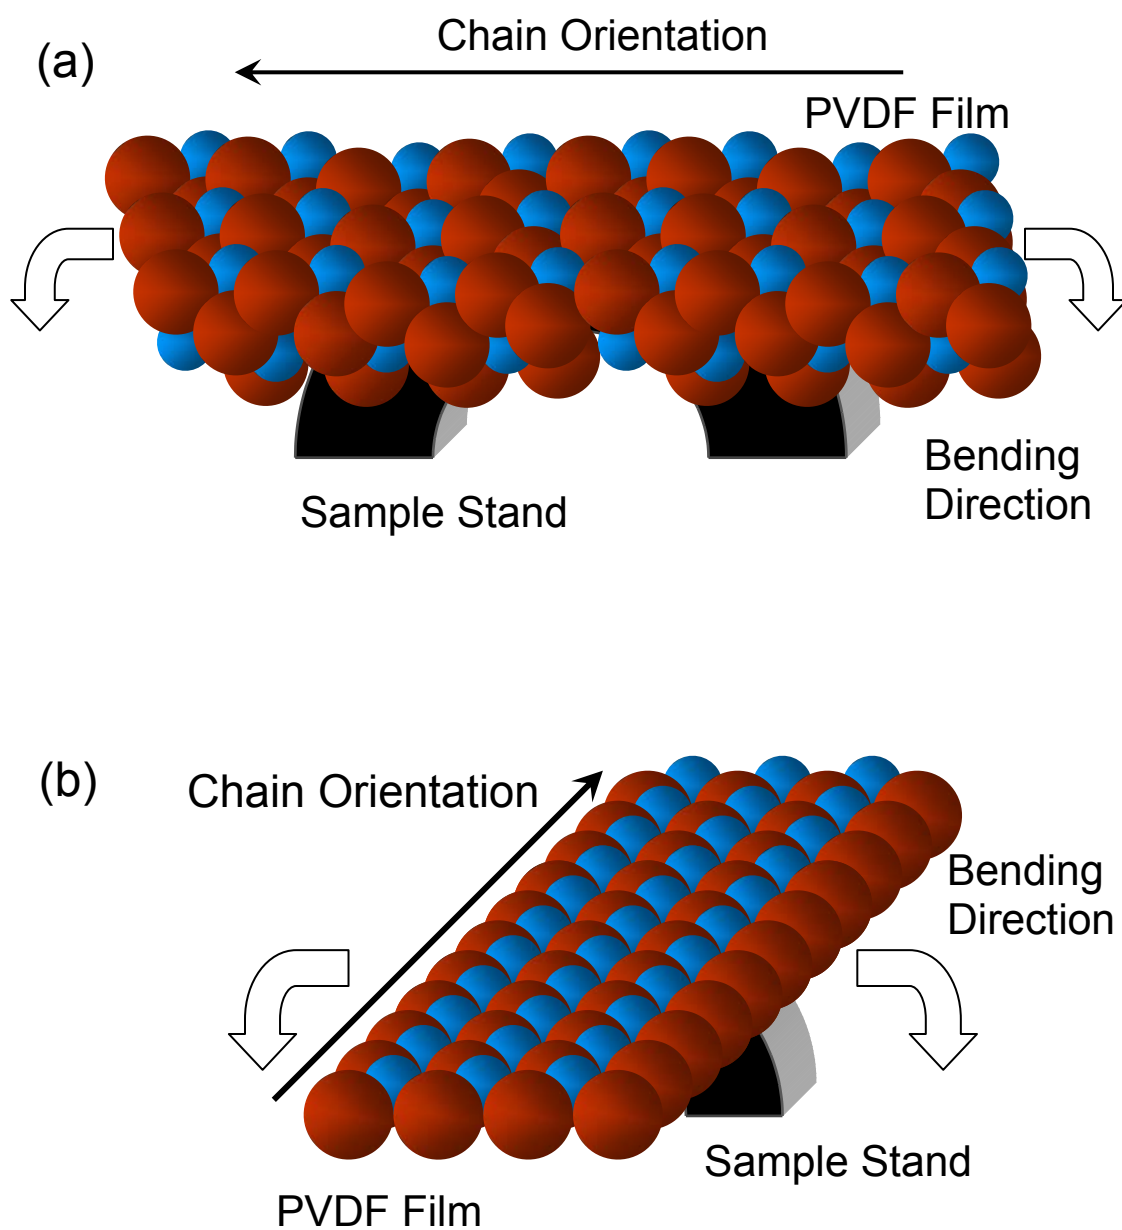 (a)
Chain Orientation
PVDF Film
Bending
Direction
Sample Stand
(b)
Chain Orientation
Bending
Direction
Sample Stand
PVDF Film